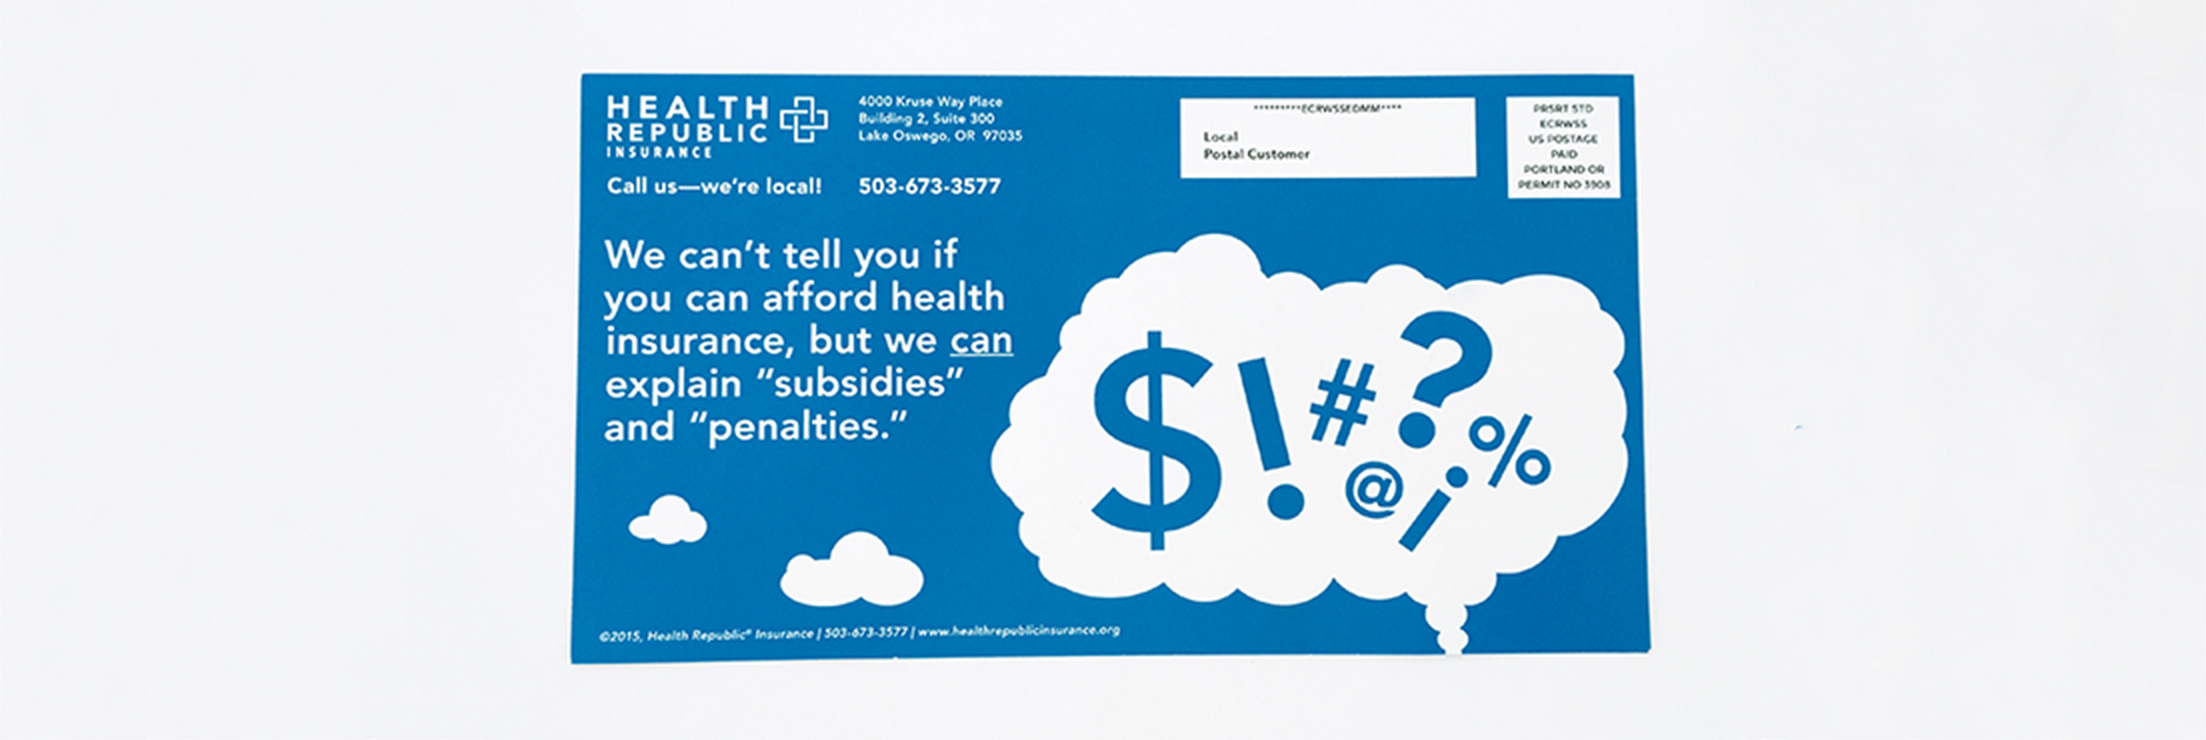 HEALTH
REPUBLIC
INSURANCE
4000 Kruse Way Place
Building 2, Suite 300
Lake Oswego, OR 97035
Call us—we're local! 503-673-3577
*********ECRWSSEDMM****
Local
Postal Customer
PRSRT STD
ECRWSS
US POSTAGE
PAID
PORTLAND OR
PERMIT NO 3908
We can't tell you if
you can afford health
insurance, but we can
explain “subsidies”
and “penalties.”
$!#?%@¡
©2015, Health Republic® Insurance | 503-673-3577 | www.healthrepublicinsurance.org